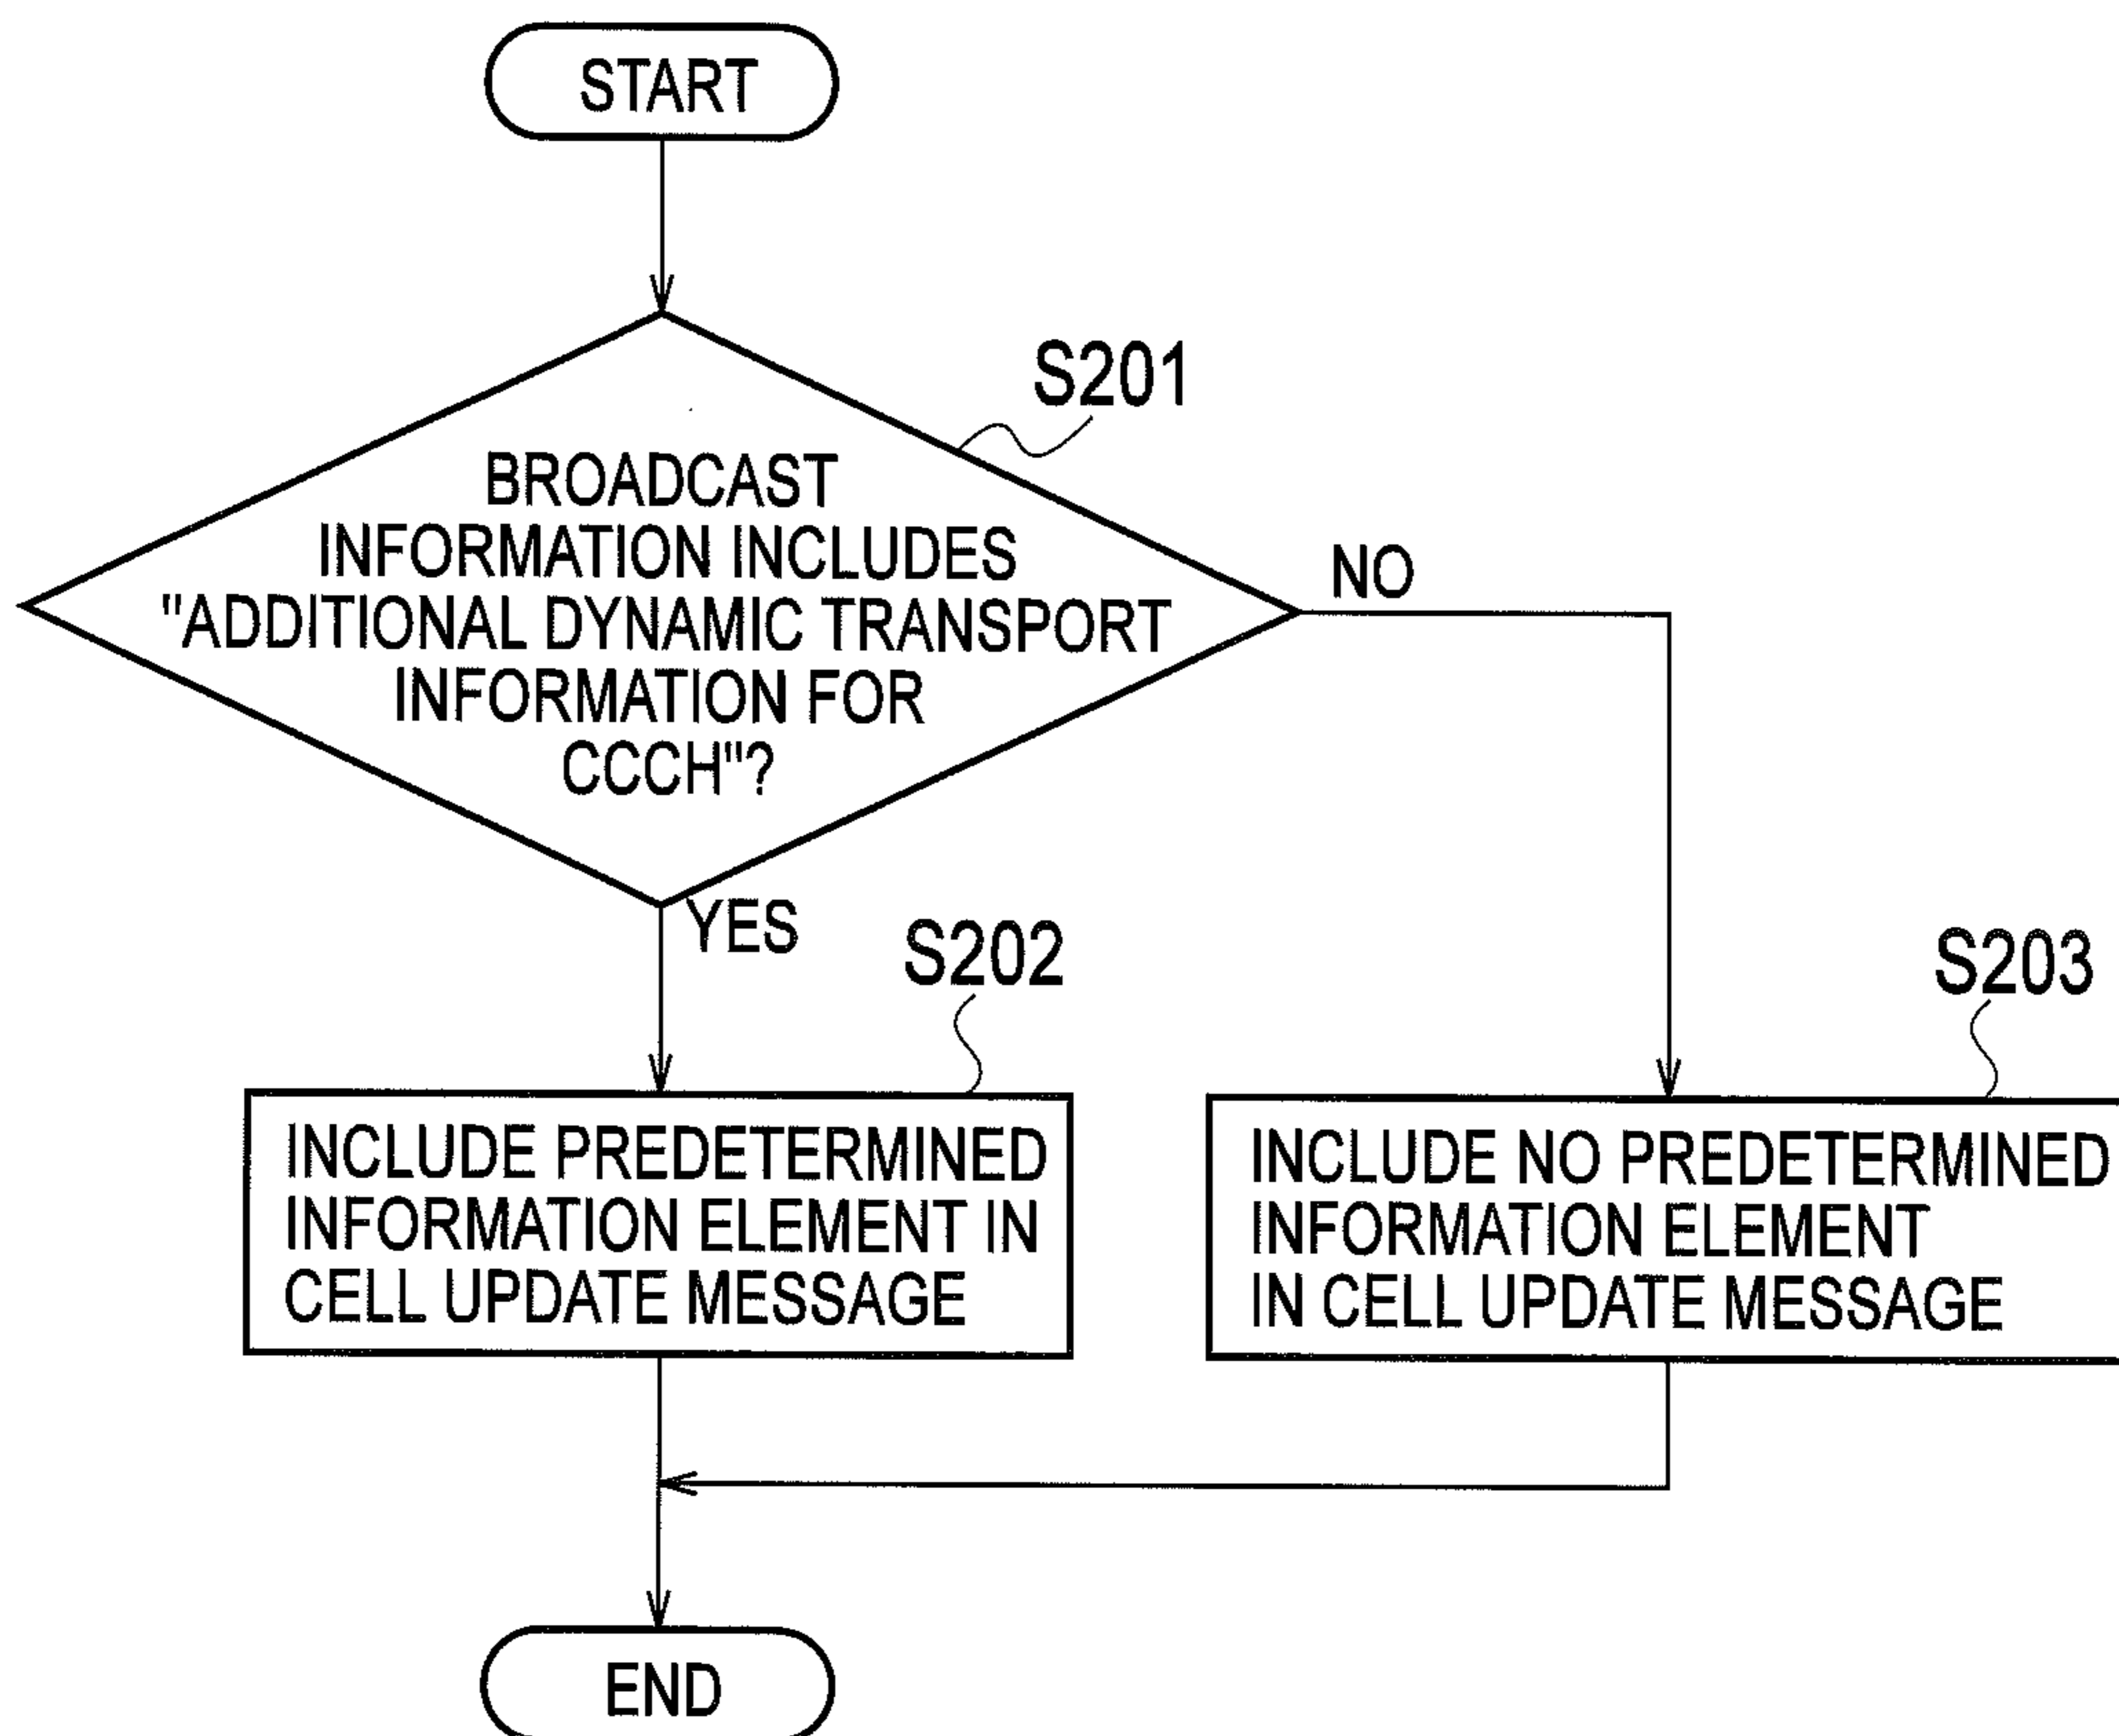 START
S201
BROADCAST
INFORMATION INCLUDES
"ADDITIONAL DYNAMIC TRANSPORT
INFORMATION FOR
CCCH"?
NO
YES
S202
S203
INCLUDE PREDETERMINED
INFORMATION ELEMENT IN
CELL UPDATE MESSAGE
INCLUDE NO PREDETERMINED
INFORMATION ELEMENT
IN CELL UPDATE MESSAGE
END